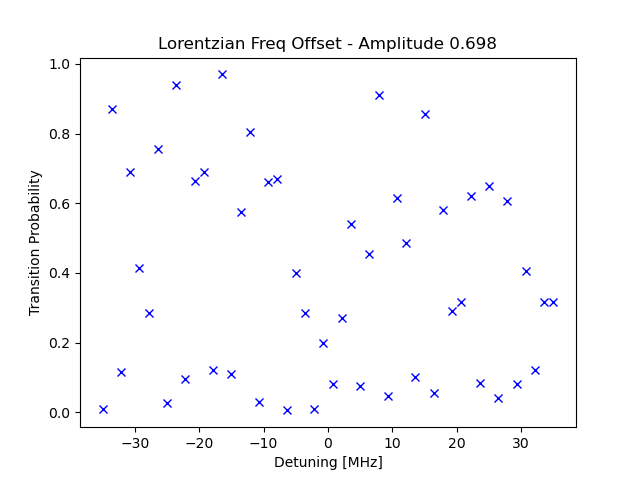 Lorentzian Freq Offset - Amplitude 0.698
1.0
0.8
0.6
0.4
0.2
0.0
Transition Probability
−30 −20 −10 0 10 20 30
Detuning [MHz]